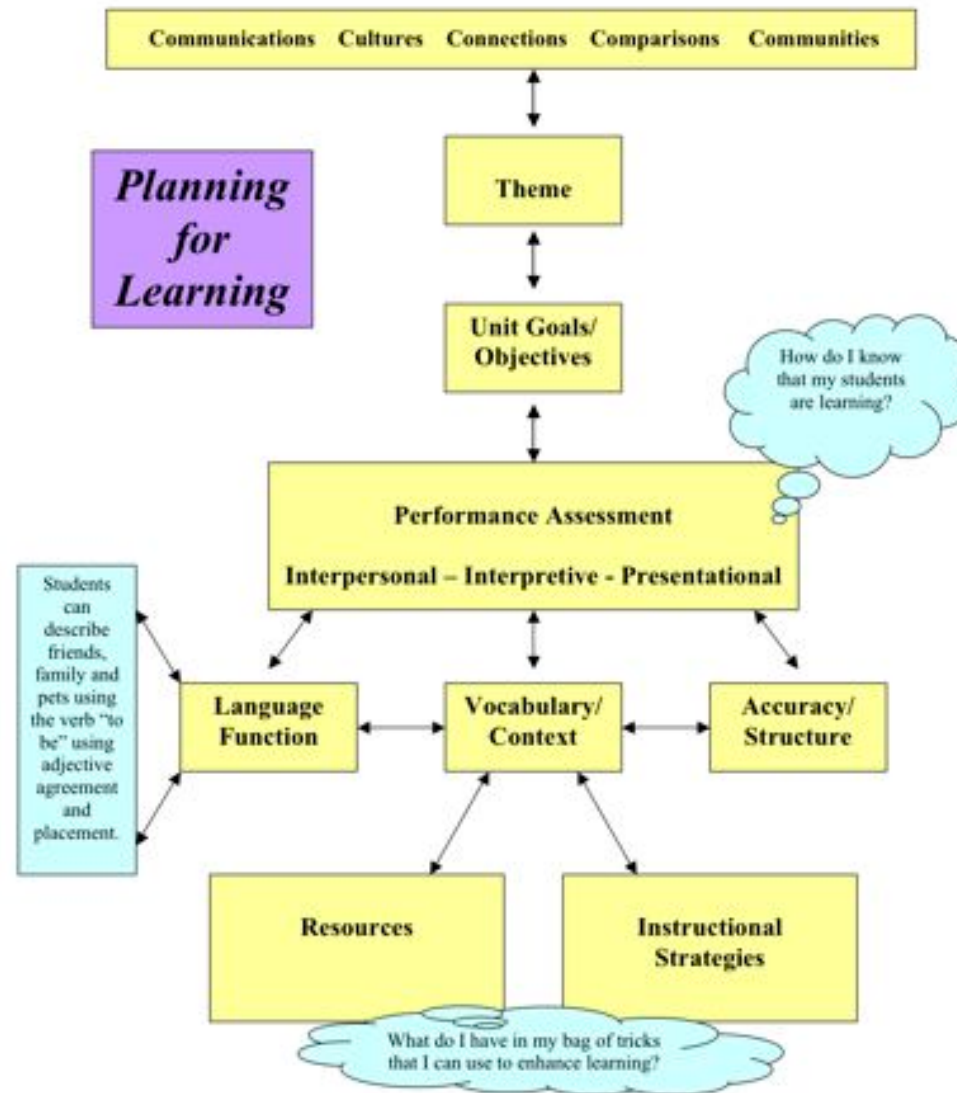 Communications Cultures Connections Comparisons Communities
Planning
for
Learning
Theme
Unit Goals/
Objectives
How do I know
that my students
are learning?
Performance Assessment
Interpersonal – Interpretive - Presentational
Students
can
describe
friends,
family and
pets using
the verb “to
be” using
adjective
agreement
and
placement.
Language
Function
Vocabulary/
Context
Accuracy/
Structure
Resources
Instructional
Strategies
What do I have in my bag of tricks
that I can use to enhance learning?